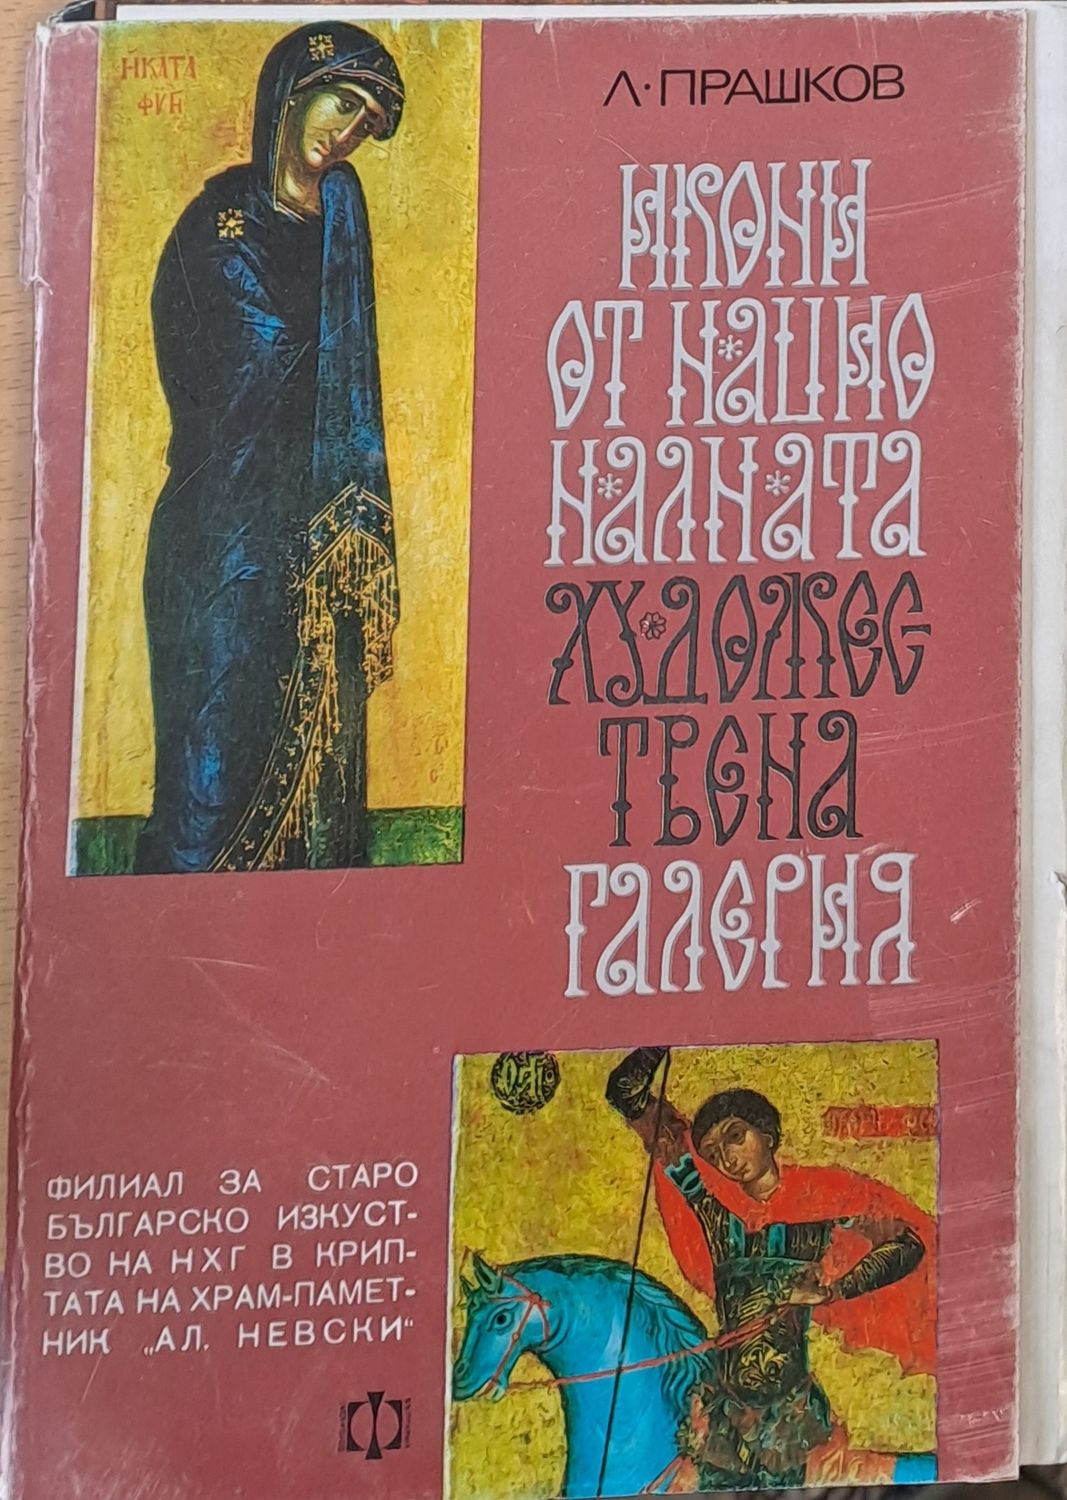 Л. ПРАШКОВ
ИКОНИ
ОТ НАЦИО
НАЛНАТА
ХУДОЖЕС
ТВЕНА
ГАЛЕРИЯ
ФИЛИАЛ ЗА СТАРО
БЪЛГАРСКО ИЗКУСТ-
ВО НА НХГ В КРИП-
ТАТА НА ХРАМ-ПАМЕТ-
НИК „АЛ. НЕВСКИ“